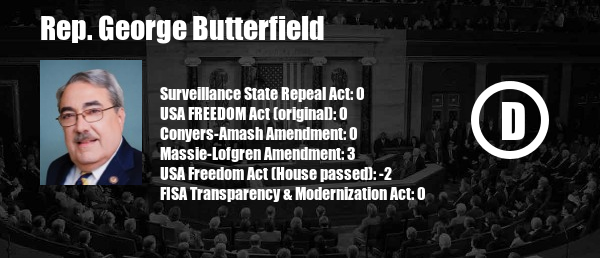 Rep. George Butterfield
Surveillance State Repeal Act: 0
USA FREEDOM Act (original): 0
Conyers-Amash Amendment: 0
Massie-Lofgren Amendment: 3
USA Freedom Act (House passed): -2
FISA Transparency & Modernization Act: 0
D